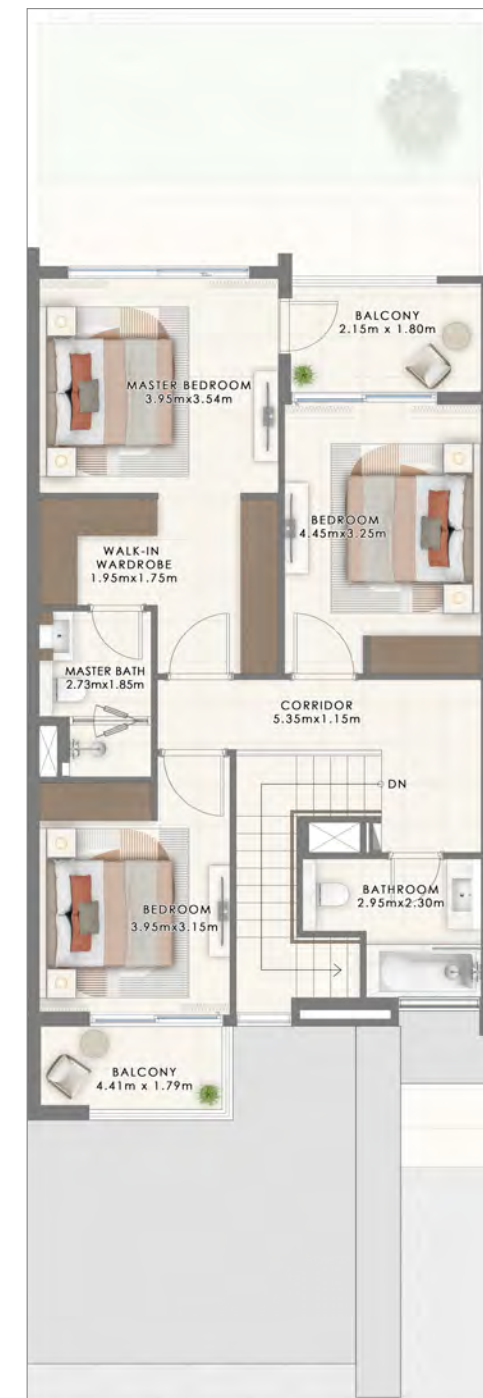 BALCONY
2.15m x 1.80m
MASTER BEDROOM
3.95mx3.54m
BEDROOM
4.45mx3.25m
WALK-IN
WARDROBE
1.95mx1.75m
MASTER BATH
2.73mx1.85m
CORRIDOR
5.35mx1.15m
DN
BATHROOM
2.95mx2.30m
BEDROOM
3.95mx3.15m
BALCONY
4.41m x 1.79m